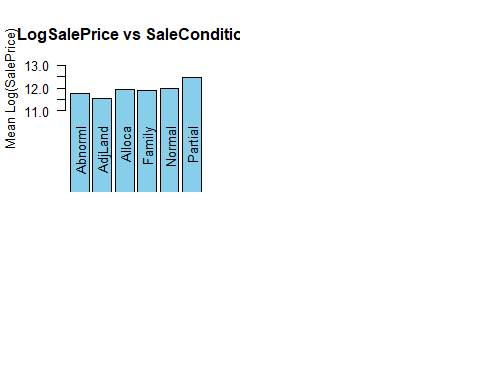 LogSalePrice vs SaleConditic
Mean Log(SalePrice)
13.0
12.0
11.0
Abnorml
AdjLand
Alloca
Family
Normal
Partial